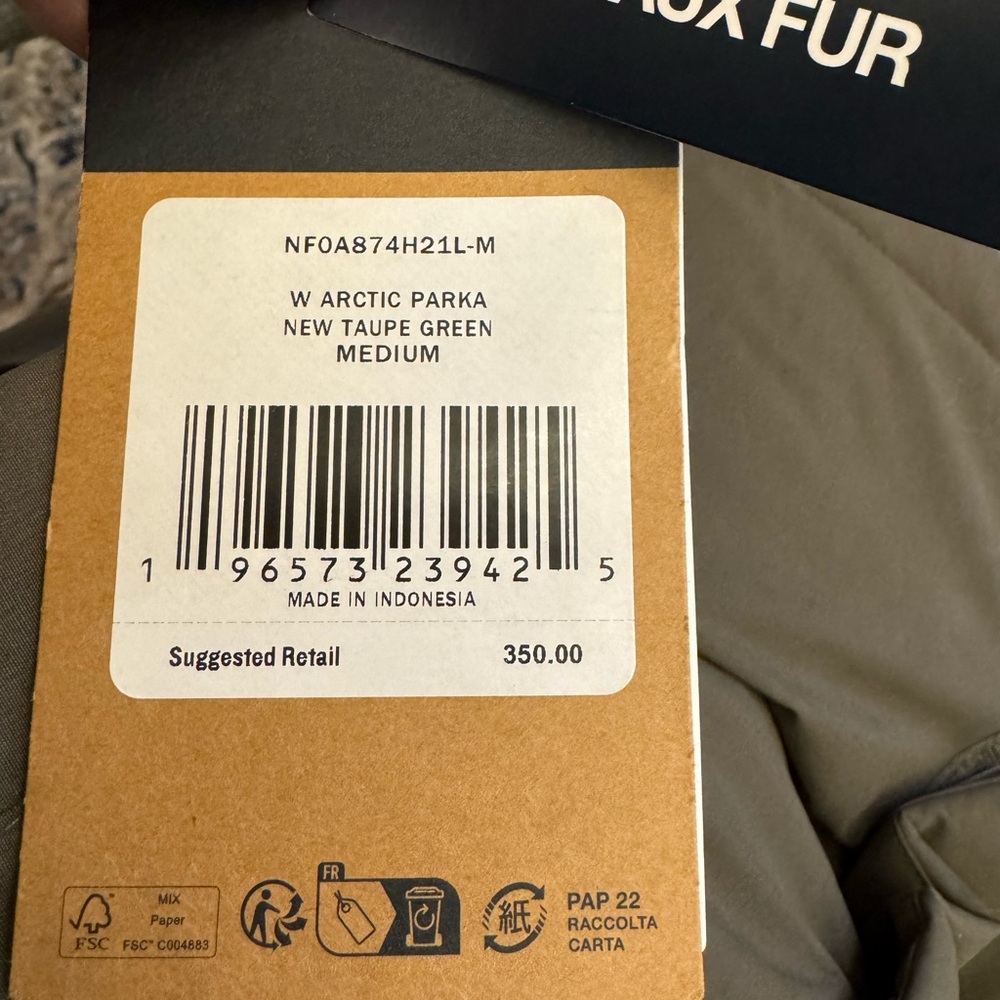 FUR
NF0A874H21L-M
W ARCTIC PARKA
NEW TAUPE GREEN
MEDIUM
1 96573 23942 5
MADE IN INDONESIA
Suggested Retail 350.00
FR
MIX
Paper
FSC FSC™ C004883
紙
PAP 22
RACCOLTA
CARTA